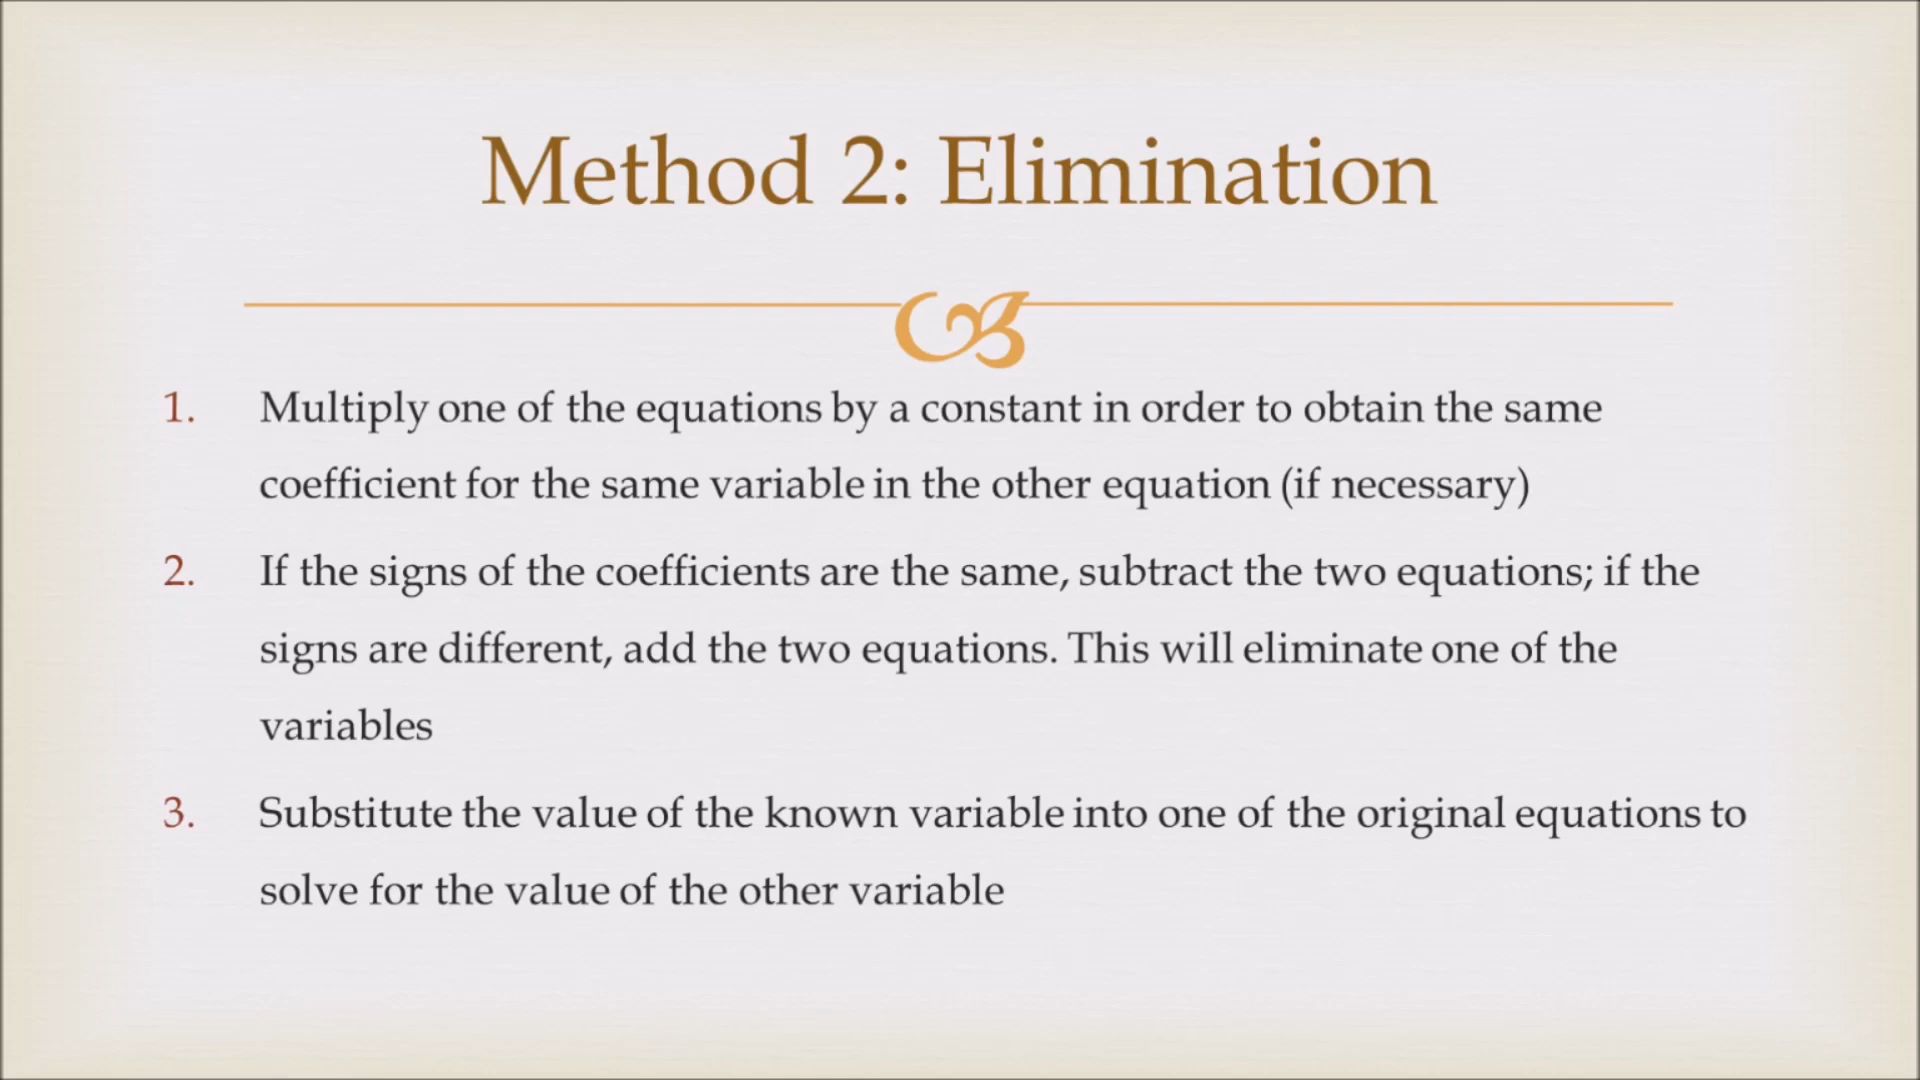 Method 2: Elimination
1. Multiply one of the equations by a constant in order to obtain the same
coefficient for the same variable in the other equation (if necessary)
2. If the signs of the coefficients are the same, subtract the two equations; if the
signs are different, add the two equations. This will eliminate one of the
variables
3. Substitute the value of the known variable into one of the original equations to
solve for the value of the other variable